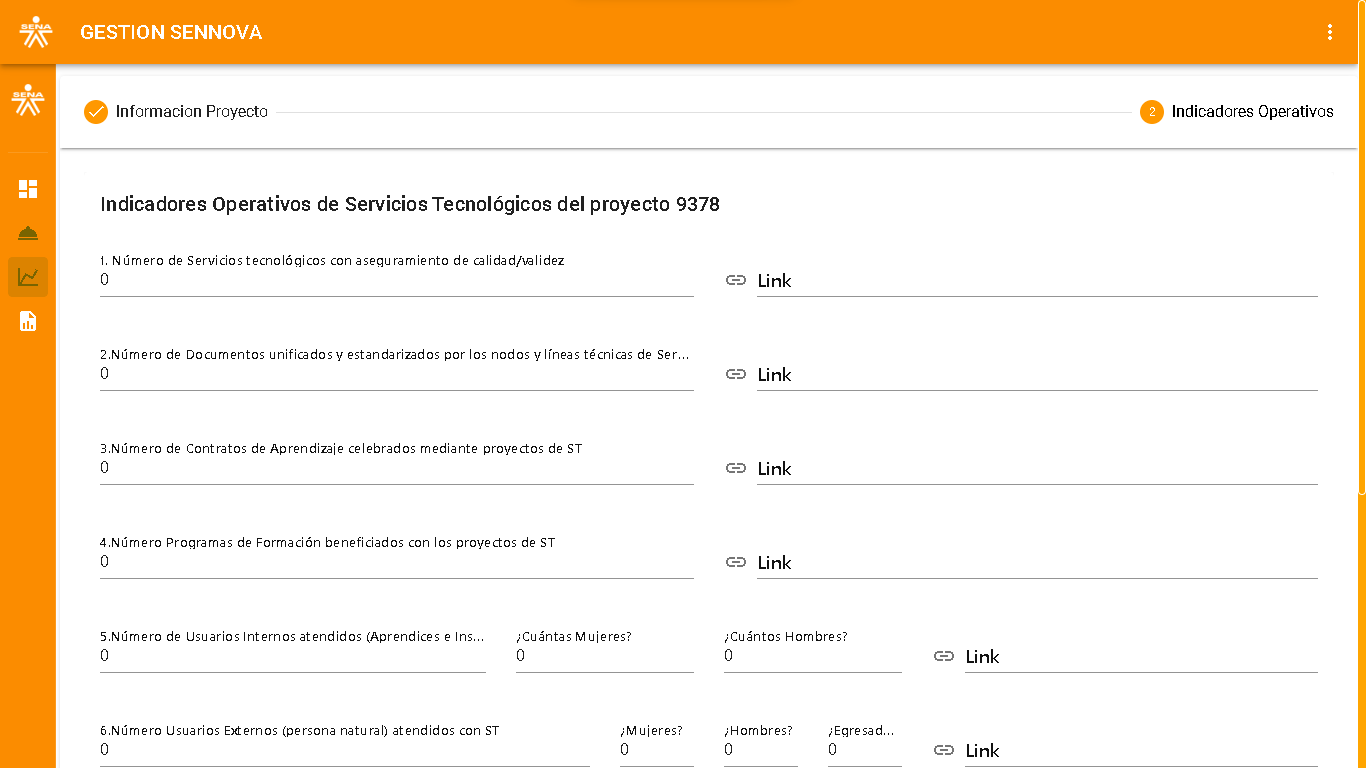 SENA
GESTION SENNOVA
SENA
Informacion Proyecto
2 Indicadores Operativos
Indicadores Operativos de Servicios Tecnológicos del proyecto 9378
1. Número de Servicios tecnológicos con aseguramiento de calidad/validez
0
Link
2.Número de Documentos unificados y estandarizados por los nodos y líneas técnicas de Ser...
0
Link
3.Número de Contratos de Aprendizaje celebrados mediante proyectos de ST
0
Link
4.Número Programas de Formación beneficiados con los proyectos de ST
0
Link
5.Número de Usuarios Internos atendidos (Aprendices e Ins... ¿Cuántas Mujeres? ¿Cuántos Hombres?
0 0 0
Link
6.Número Usuarios Externos (persona natural) atendidos con ST ¿Mujeres? ¿Hombres? ¿Egresad...
0 0 0 0
Link